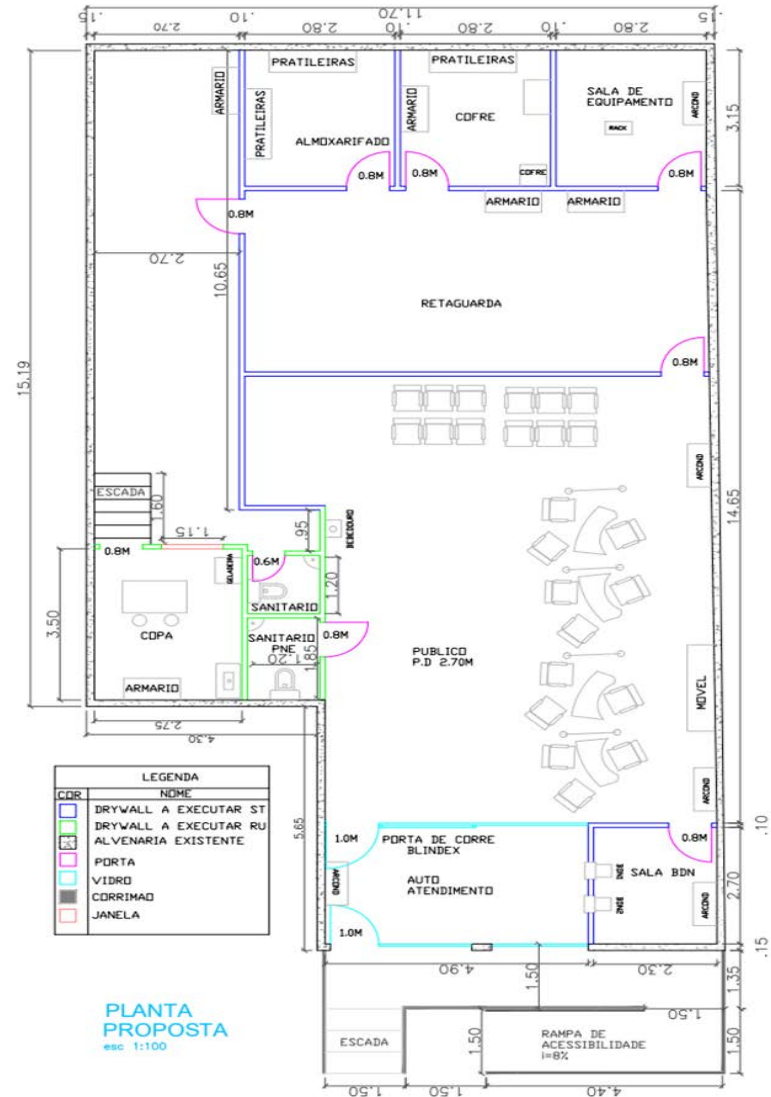 11.70
.15
2.70
.10
2.80
.10
2.80
.10
2.80
.15
PRATILEIRAS
PRATILEIRAS
ARMARIO
PRATILEIRAS
ALMOXARIFADO
ARMARIO
COFRE
COFRE
SALA DE
EQUIPAMENTO
RACK
ARCOND
3.15
0.8M
0.8M
0.8M
ARMARIO
ARMARIO
0.8M
2.70
10.65
RETAGUARDA
15.19
0.8M
ARCOND
14.65
ESCADA
1.60
1.15
.95
BEBEDOURO
0.8M
GELADEIRA
0.6M
1.20
SANITARIO
3.50
COPA
SANITARIO
PNE
1.20
1.85
0.8M
PUBLICO
P.D 2.70M
MOVEL
ARMARIO
2.75
4.30
ARCOND
LEGENDA
COR
NOME
DRYWALL A EXECUTAR ST
DRYWALL A EXECUTAR RU
ALVENARIA EXISTENTE
PORTA
VIDRO
CORRIMAO
JANELA
5.65
1.0M
PORTA DE CORRE
BLINDEX
AUTO
ATENDIMENTO
ARCOND
1.0M
0.8M
SALA BDN
ARCOND
.10
2.70
.15
4.90
2.30
1.50
1.35
1.50
PLANTA
PROPOSTA
esc 1:100
ESCADA
1.50
RAMPA DE
ACESSIBILIDADE
i=8%
1.50
1.50
1.50
4.40